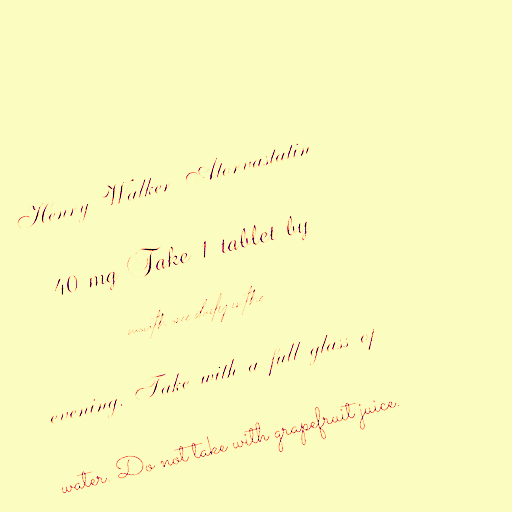 Henry Walker Atorvastatin
40 mg Take 1 tablet by
evening. Take with a full glass of
water. Do not take with grapefruit juice.